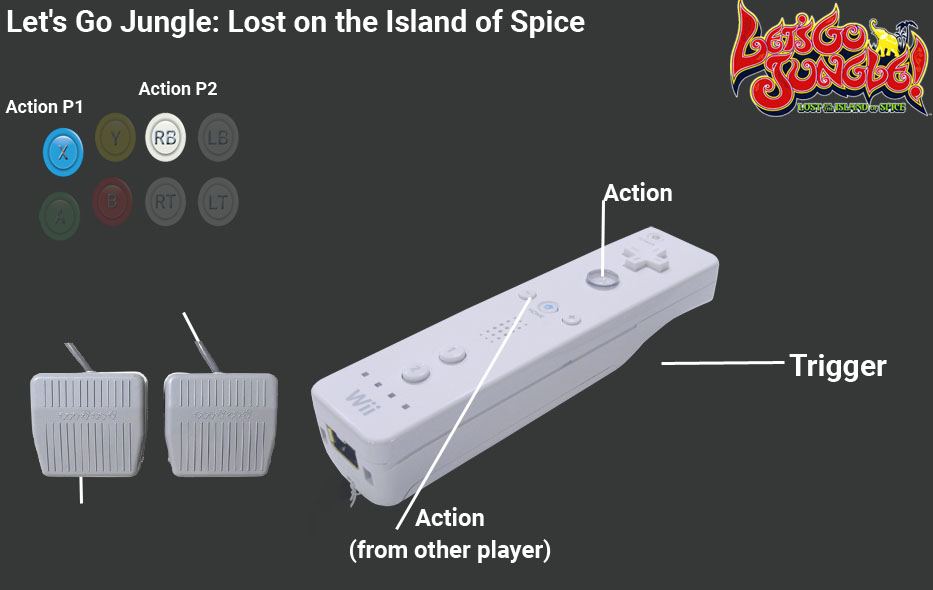 Let's Go Jungle: Lost on the Island of Spice
LET'S GO
JUNGLE!
LOST ON THE ISLAND OF SPICE
Action P2
Action P1
X
Y
RB
LB
A
B
RT
LT
Action
Trigger
Wii
Action
(from other player)